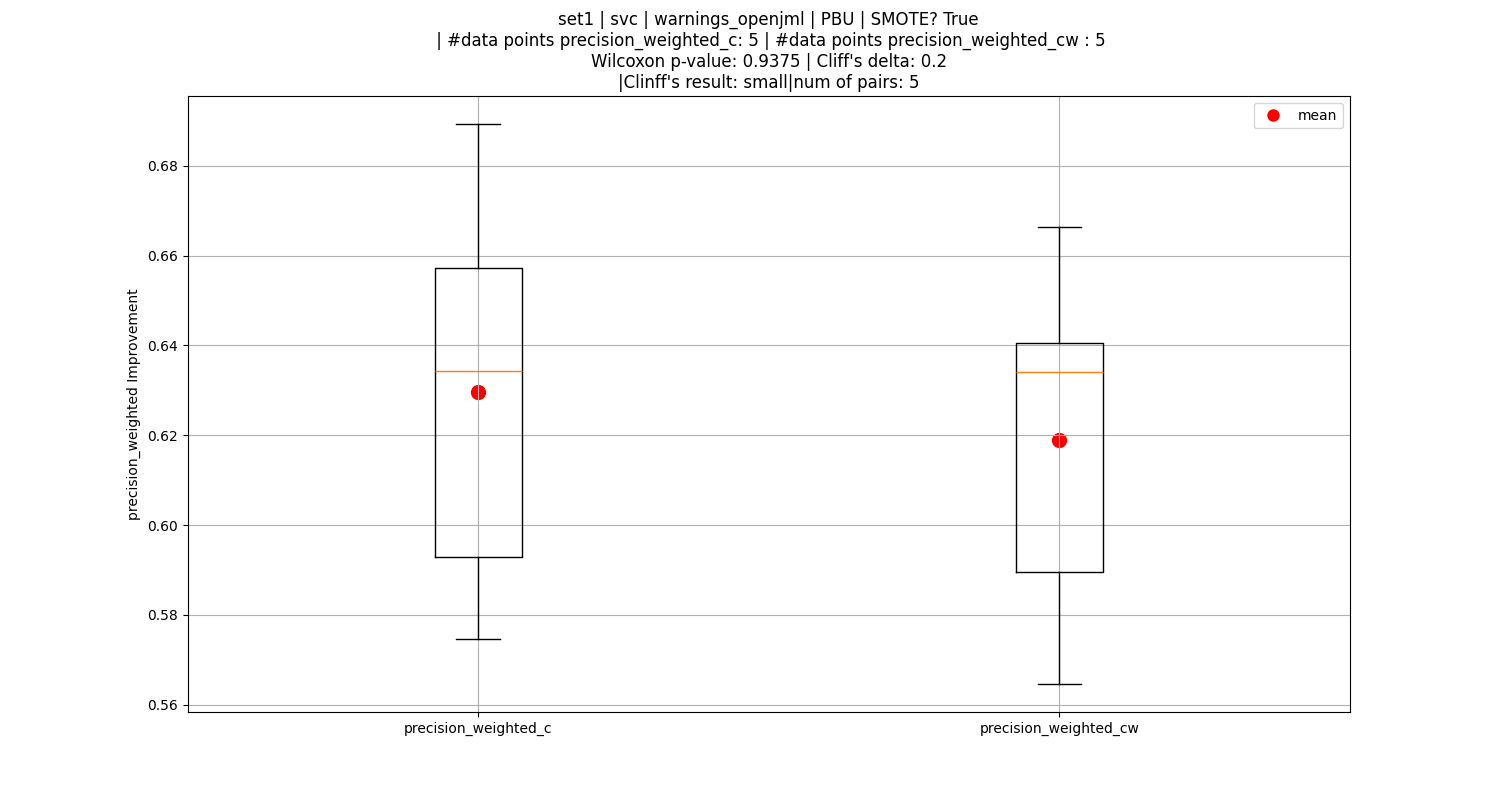 set1 | svc | warnings_openjml | PBU | SMOTE? True
| #data points precision_weighted_c: 5 | #data points precision_weighted_cw : 5
Wilcoxon p-value: 0.9375 | Cliff's delta: 0.2
|Clinff's result: small|num of pairs: 5
mean
precision_weighted Improvement
0.68
0.66
0.64
0.62
0.60
0.58
0.56
precision_weighted_c
precision_weighted_cw